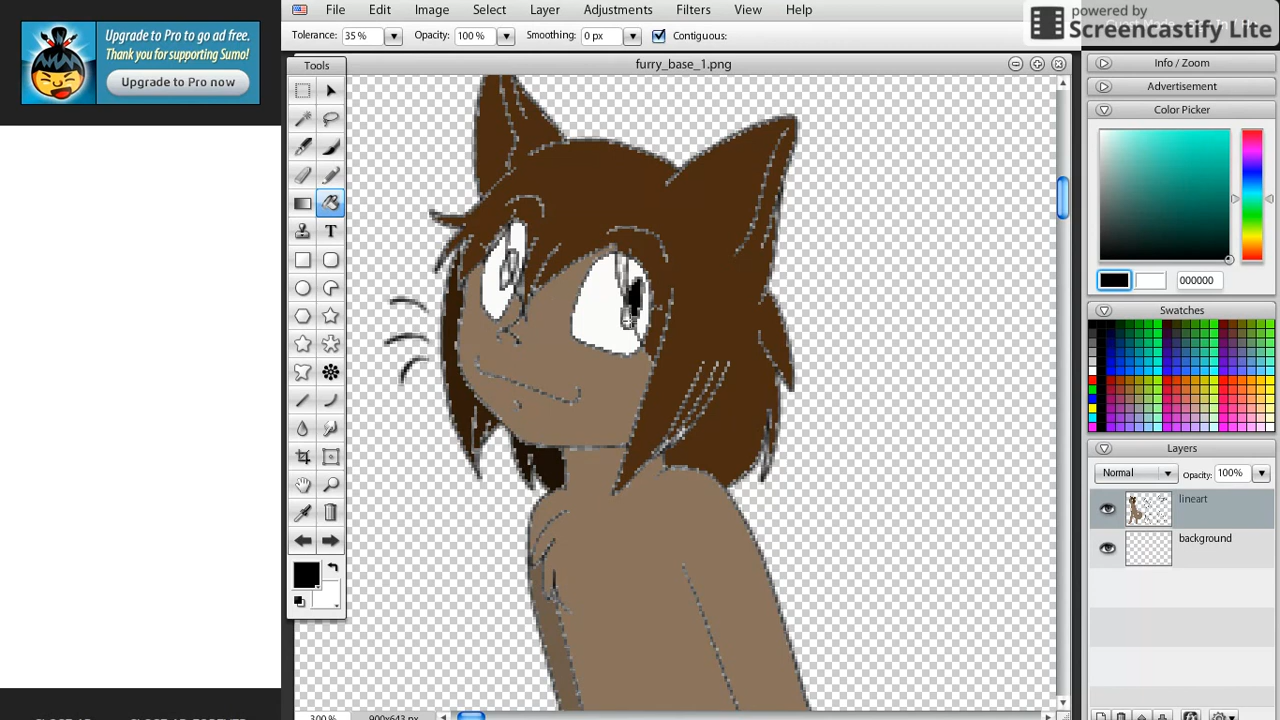 Upgrade to Pro to go ad free.
Thank you for supporting Sumo!
Upgrade to Pro now
File Edit Image Select Layer Adjustments Filters View Help
powered by
Screencastify Lite
Tolerance: 35 % Opacity: 100 % Smoothing: 0 px Contiguous:
Tools
furry_base_1.png
Info / Zoom
Advertisement
Color Picker
000000
Swatches
Layers
Normal Opacity: 100%
lineart
background
300 % 900x643 px